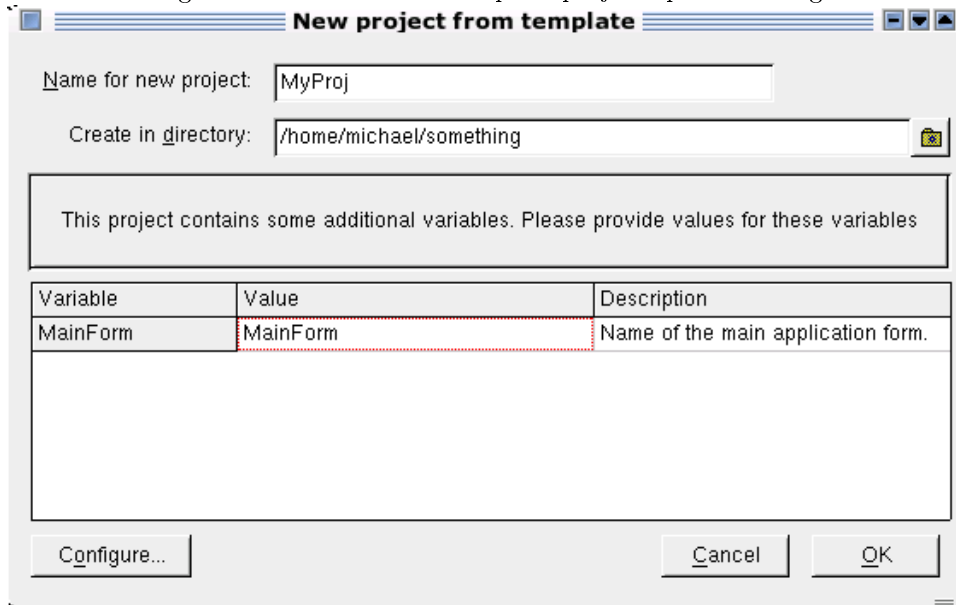 New project from template
Name for new project: MyProj
Create in directory: /home/michael/something
This project contains some additional variables. Please provide values for these variables
Variable Value Description
MainForm MainForm Name of the main application form.
Configure... Cancel OK